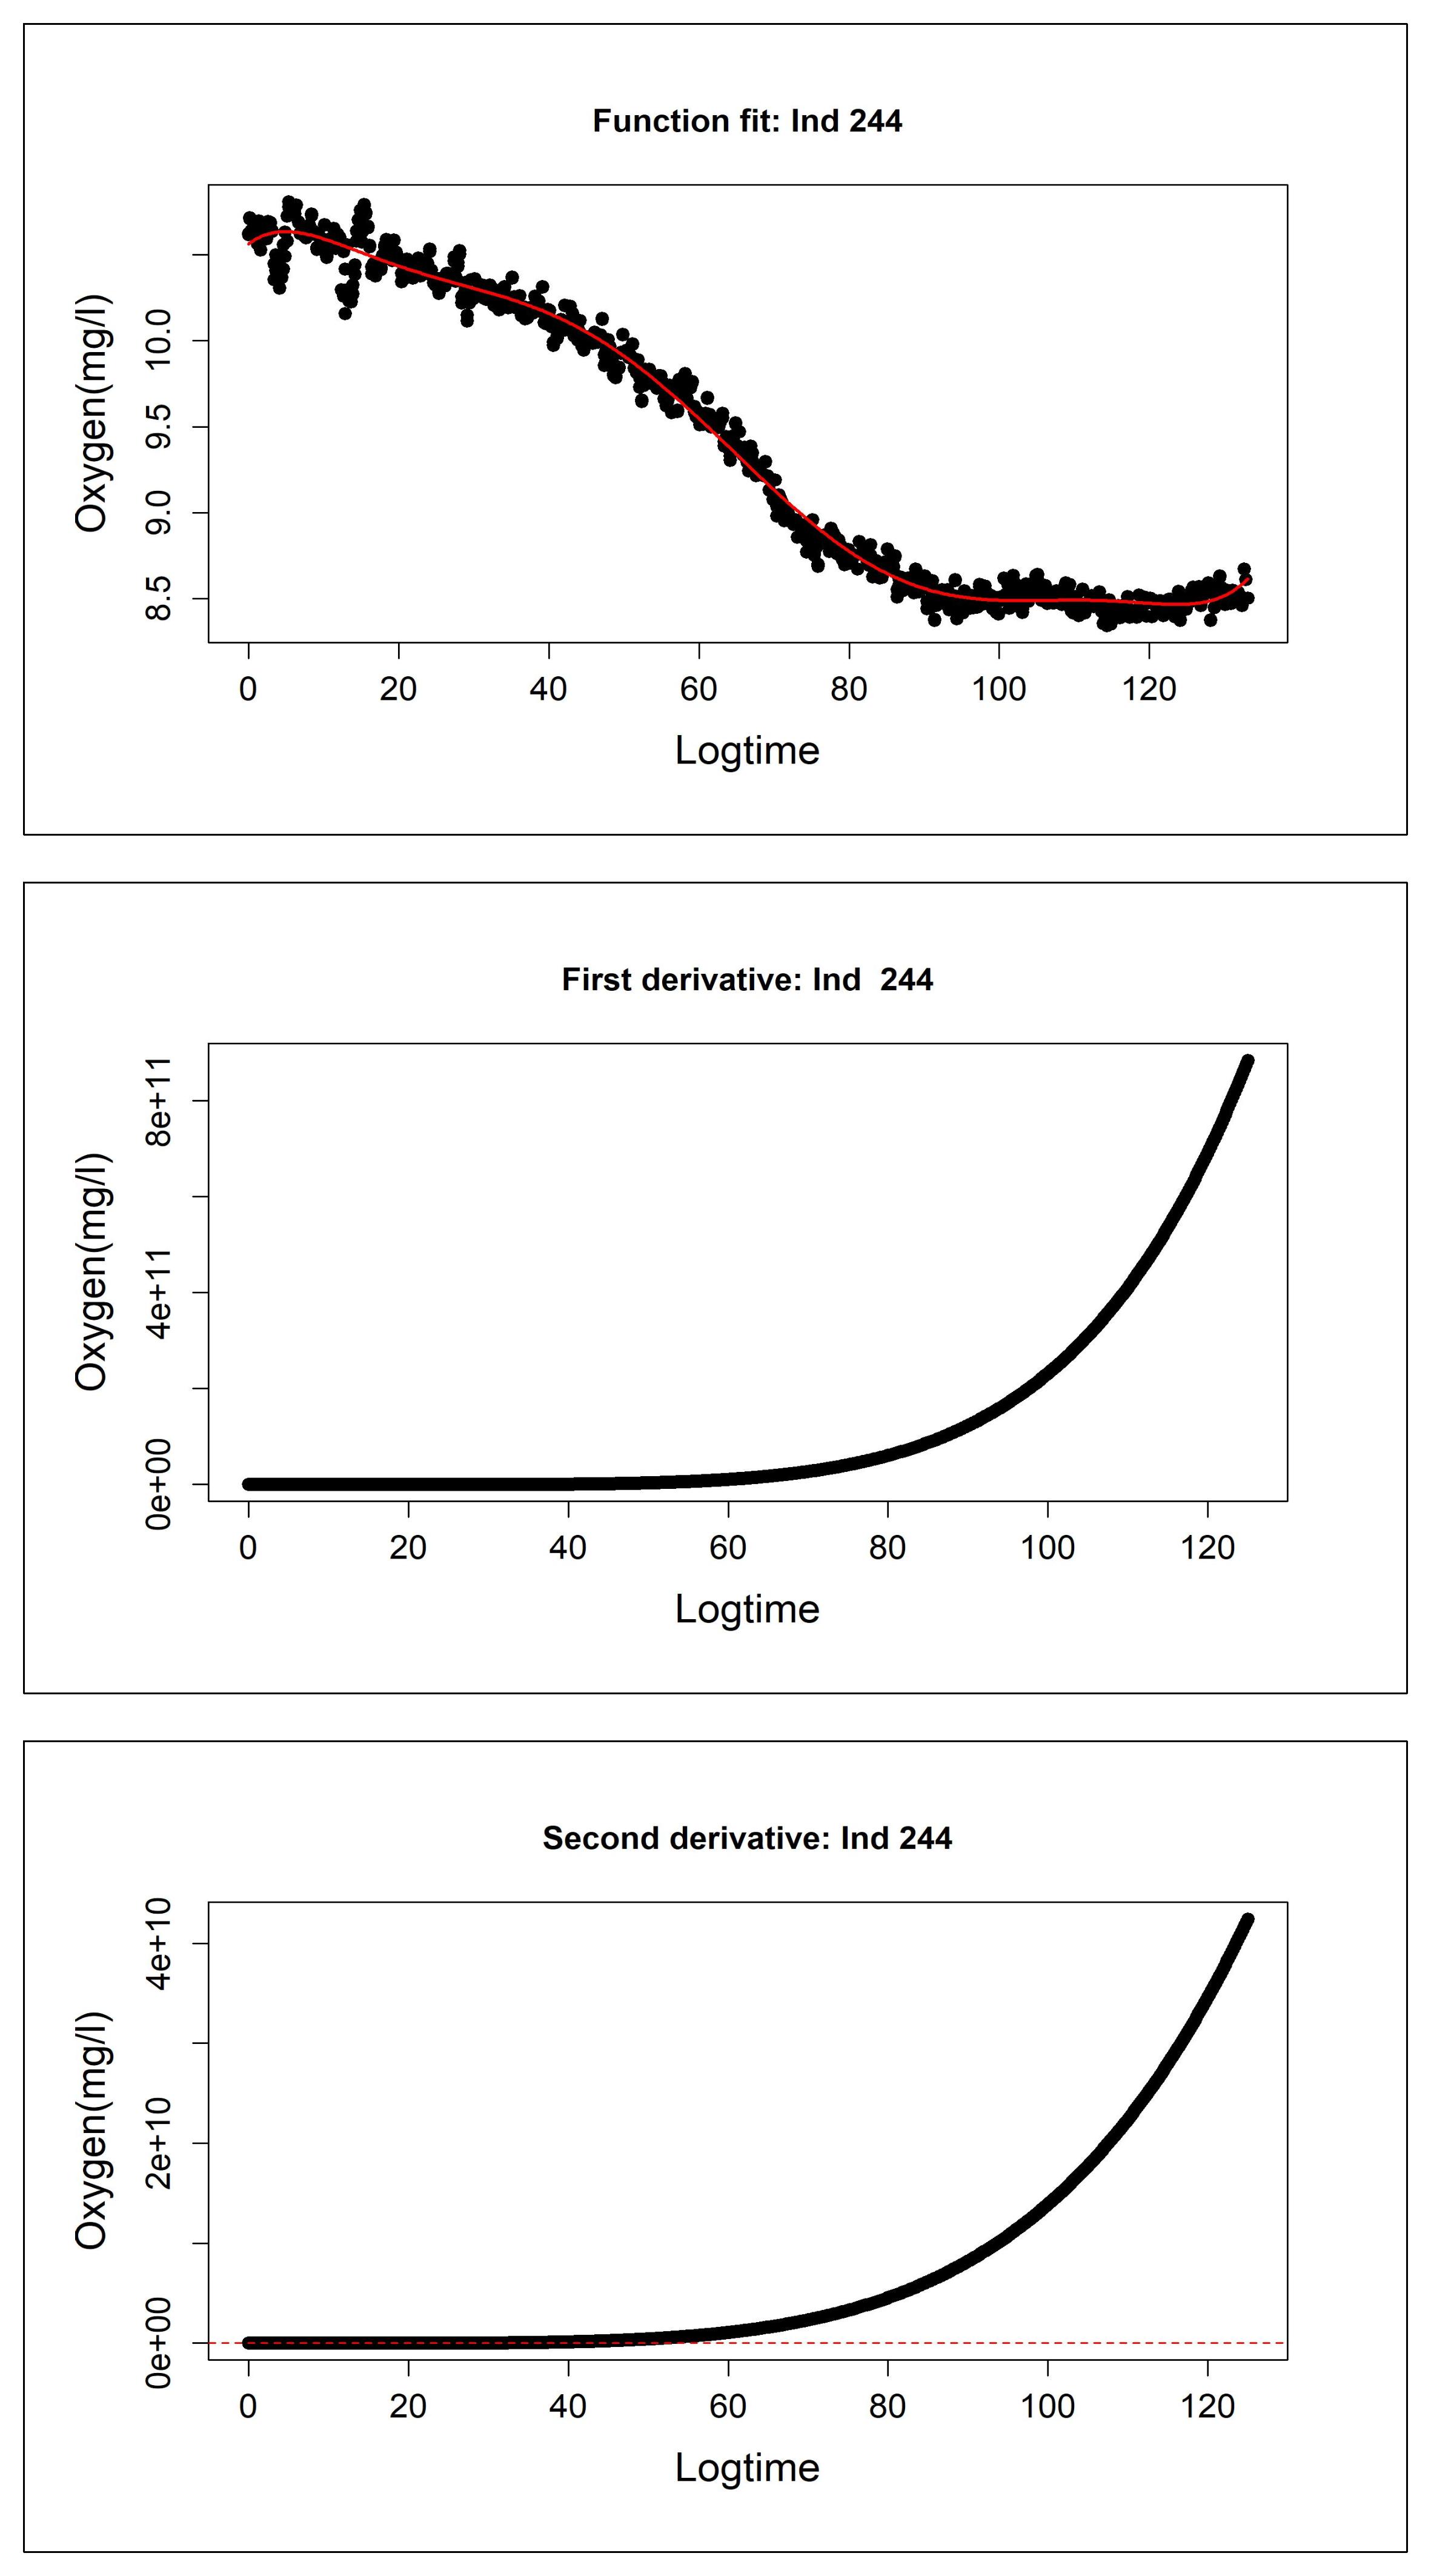 Function fit: Ind 244
Oxygen(mg/l)
10.0
9.5
9.0
8.5
0 20 40 60 80 100 120
Logtime
First derivative: Ind  244
Oxygen(mg/l)
8e+11
4e+11
0e+00
0 20 40 60 80 100 120
Logtime
Second derivative: Ind 244
Oxygen(mg/l)
4e+10
2e+10
0e+00
0 20 40 60 80 100 120
Logtime